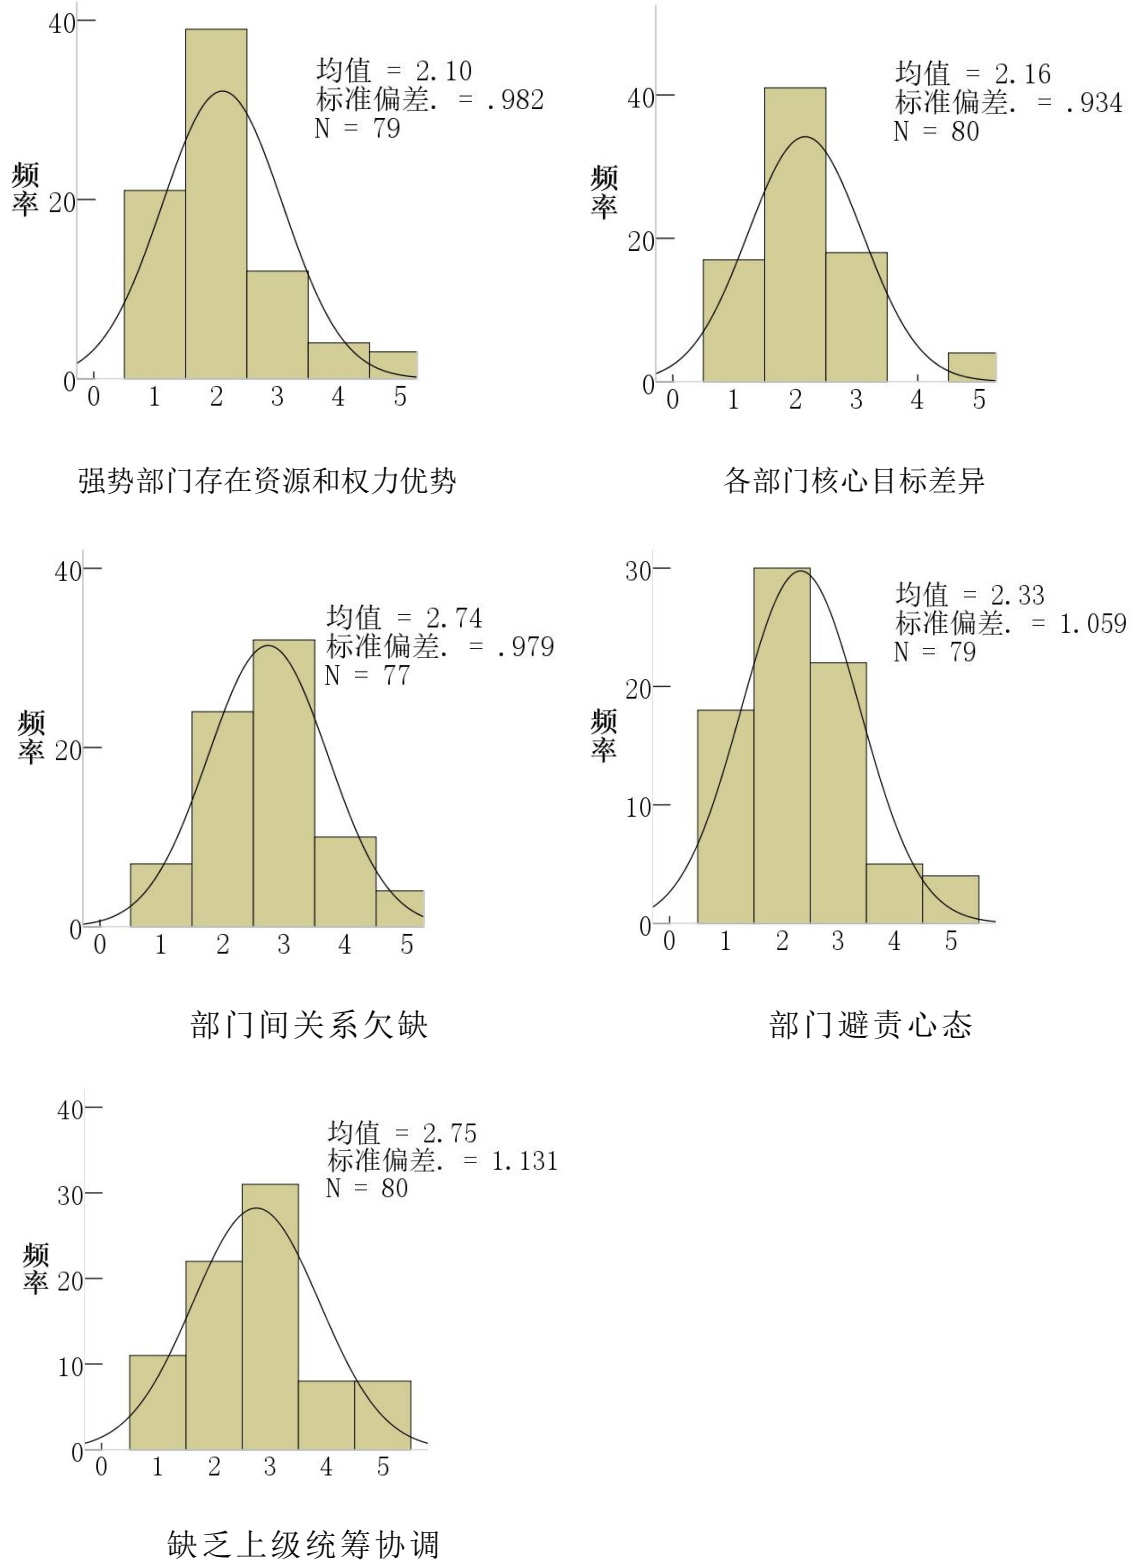 40
20
0
频率
均值 = 2.10
标准偏差. = .982
N = 79
0 1 2 3 4 5
强势部门存在资源和权力优势
40
20
0
频率
均值 = 2.16
标准偏差. = .934
N = 80
0 1 2 3 4 5
各部门核心目标差异
40
20
0
频率
均值 = 2.74
标准偏差. = .979
N = 77
0 1 2 3 4 5
部门间关系欠缺
30
20
10
0
频率
均值 = 2.33
标准偏差. = 1.059
N = 79
0 1 2 3 4 5
部门避责心态
40
30
20
10
0
频率
均值 = 2.75
标准偏差. = 1.131
N = 80
0 1 2 3 4 5
缺乏上级统筹协调